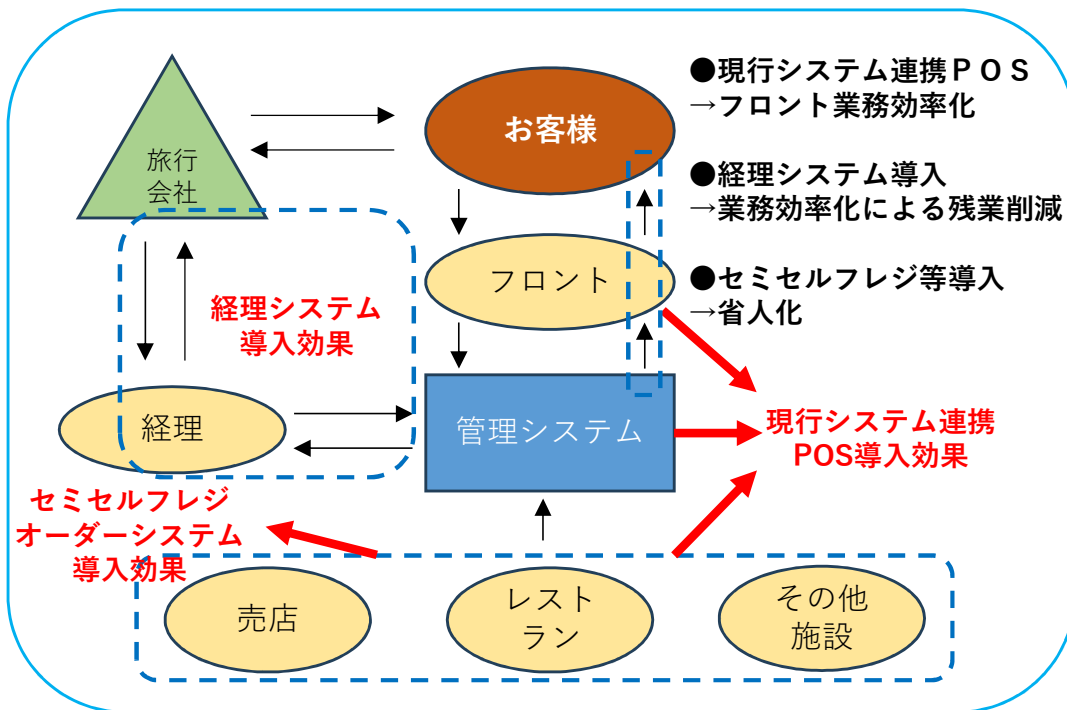 旅行
会社
お客様
●現行システム連携ＰＯＳ
→フロント業務効率化
●経理システム導入
→業務効率化による残業削減
●セミセルフレジ等導入
→省人化
フロント
経理システム
導入効果
経理
管理システム
現行システム連携
POS導入効果
セミセルフレジ
オーダーシステム
導入効果
売店
レスト
ラン
その他
施設